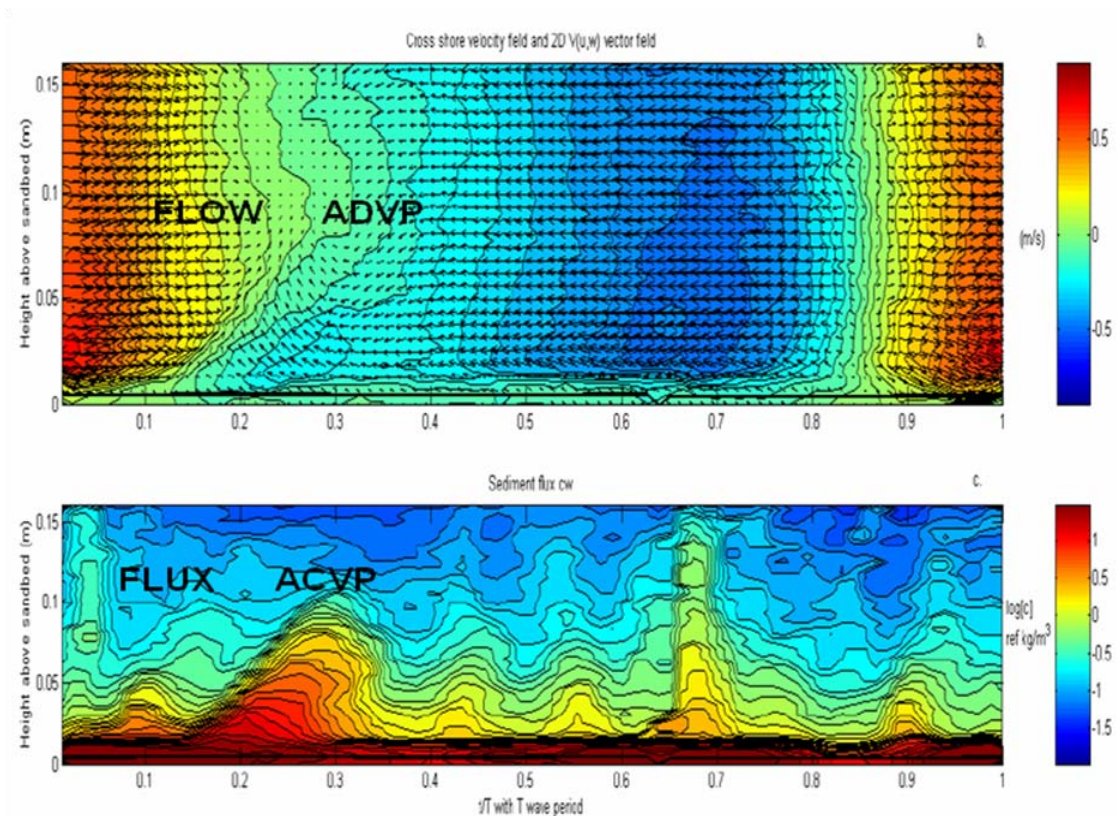 Cross shore velocity field and 2D V(u,w) vector field
b.
0.15
0.1
0.05
0
Height above sandbed (m)
FLOW ADVP
0.1 0.2 0.3 0.4 0.5 0.6 0.7 0.8 0.9 1
0.5
0
-0.5
(m/s)
Sediment flux cw
c.
0.15
0.1
0.05
0
Height above sandbed (m)
FLUX ACVP
0.1 0.2 0.3 0.4 0.5 0.6 0.7 0.8 0.9 1
t/T with T wave period
log[c]
ref kg/m³
1
0.5
0
-0.5
-1
-1.5